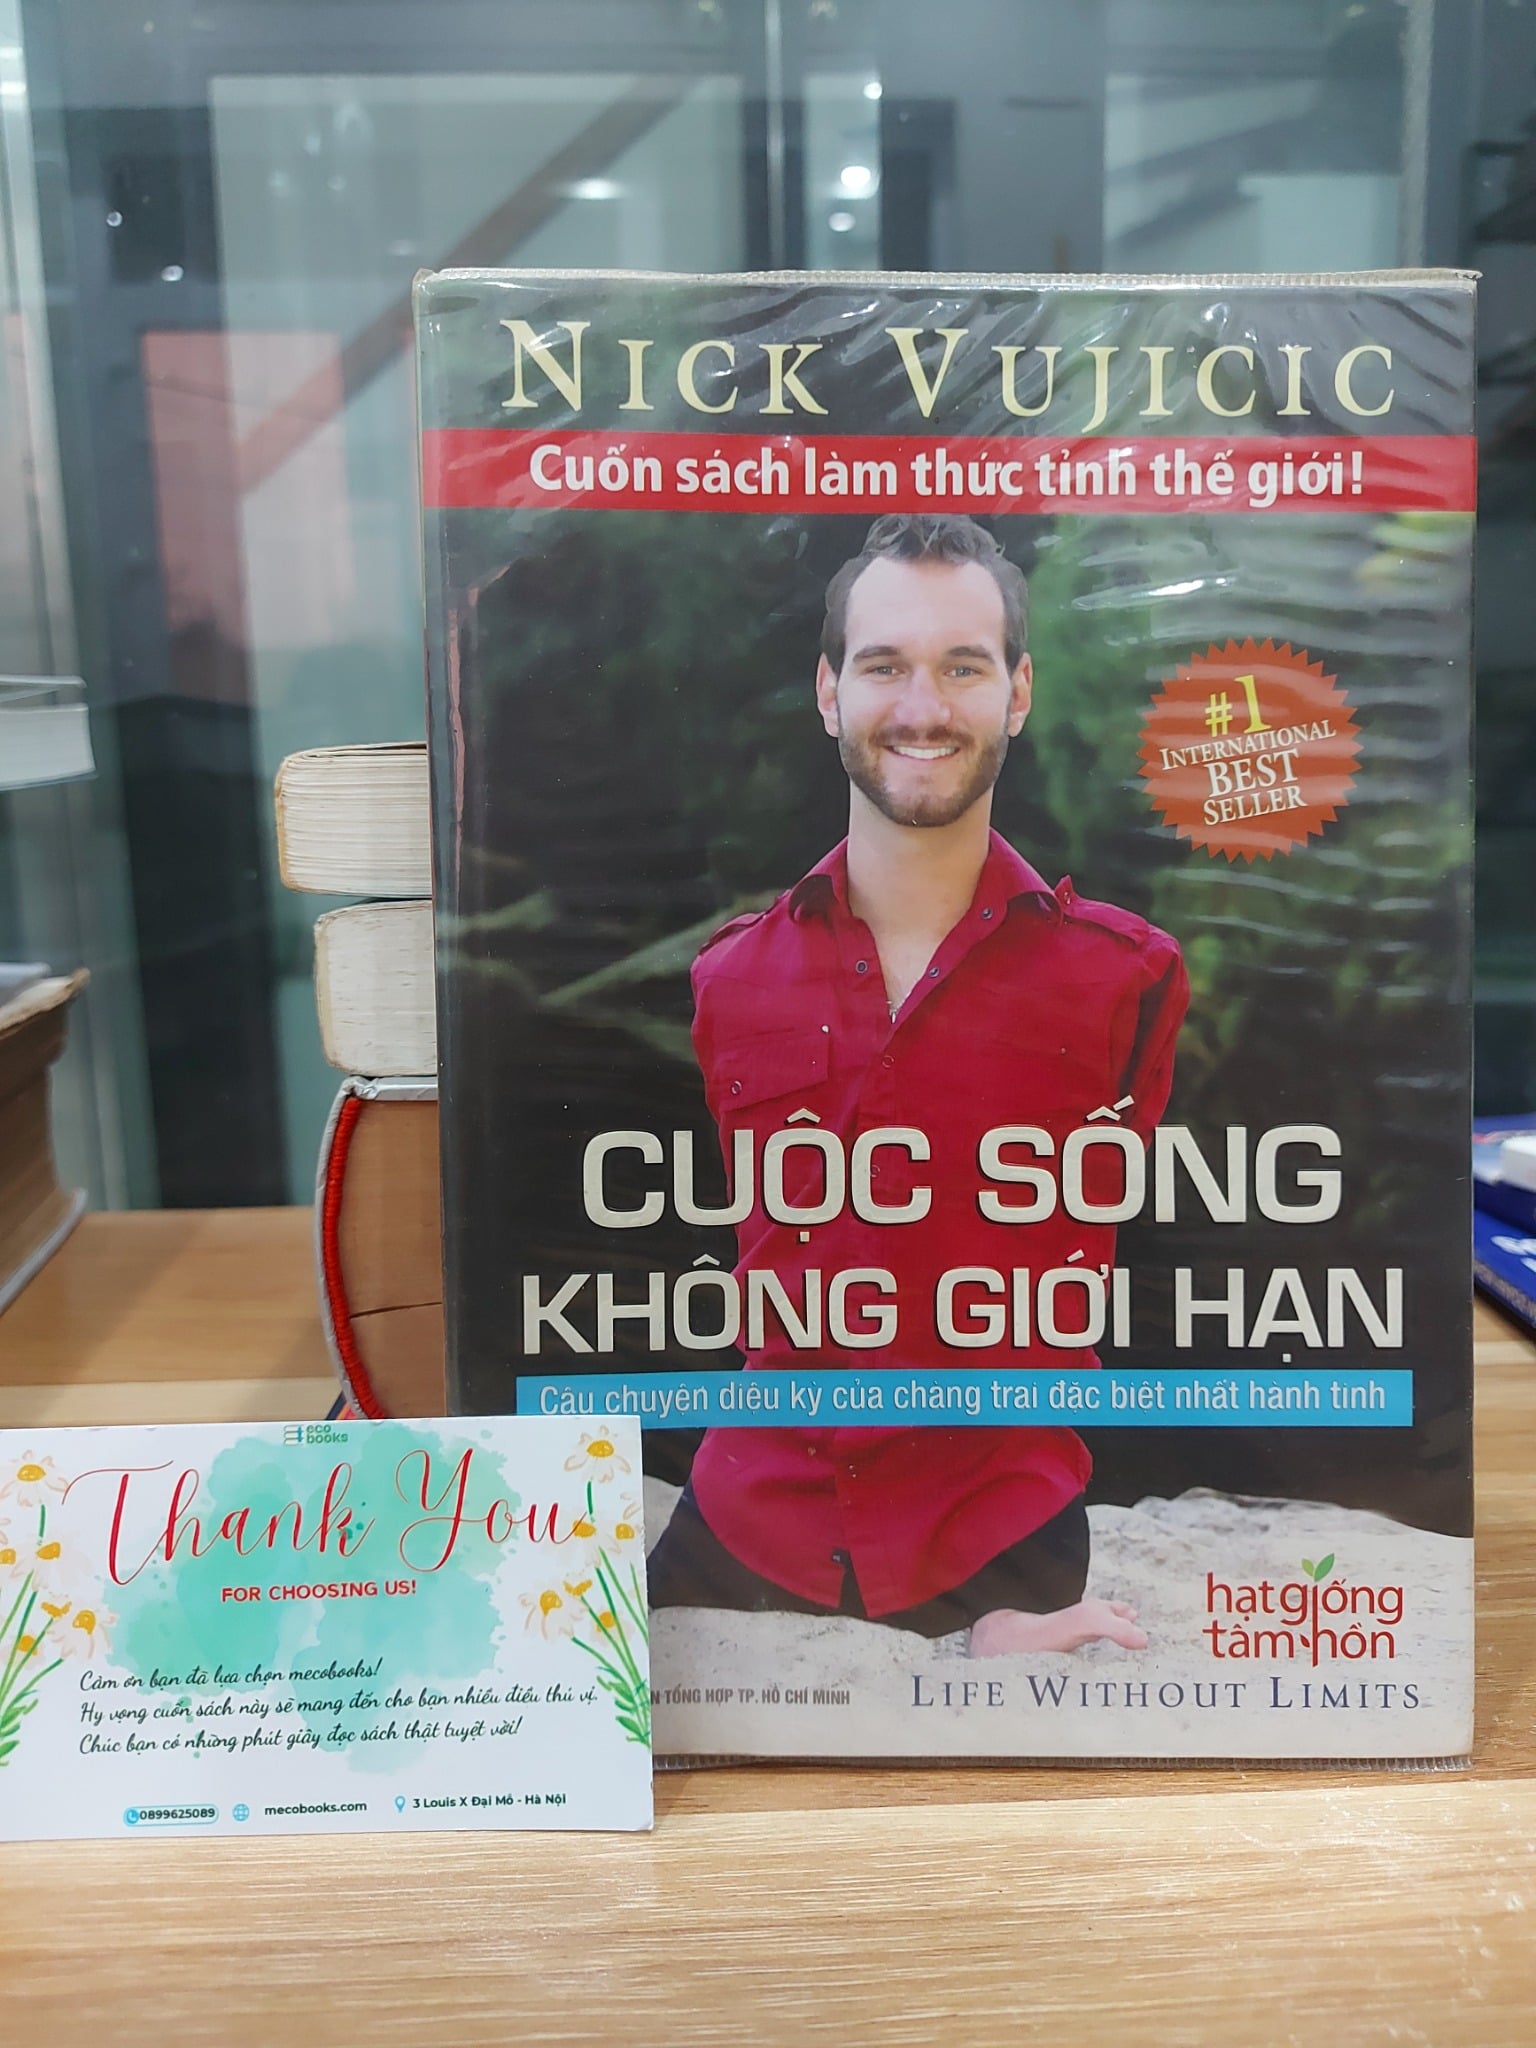 NICK VUJICIC
Cuốn sách làm thức tỉnh thế giới!
#1
INTERNATIONAL
BEST
SELLER
CUỘC SỐNG
KHÔNG GIỚI HẠN
Câu chuyện diệu kỳ của chàng trai đặc biệt nhất hành tinh
hạt giống
tâm hồn
N TỔNG HỢP TP. HỒ CHÍ MINH
LIFE WITHOUT LIMITS
eco
books
Thank You
FOR CHOOSING US!
Cảm ơn bạn đã lựa chọn mecobooks!
Hy vọng cuốn sách này sẽ mang đến cho bạn nhiều điều thú vị.
Chúc bạn có những phút giây đọc sách thật tuyệt vời!
0899625089 mecobooks.com 3 Louis X Đại Mỗ - Hà Nội